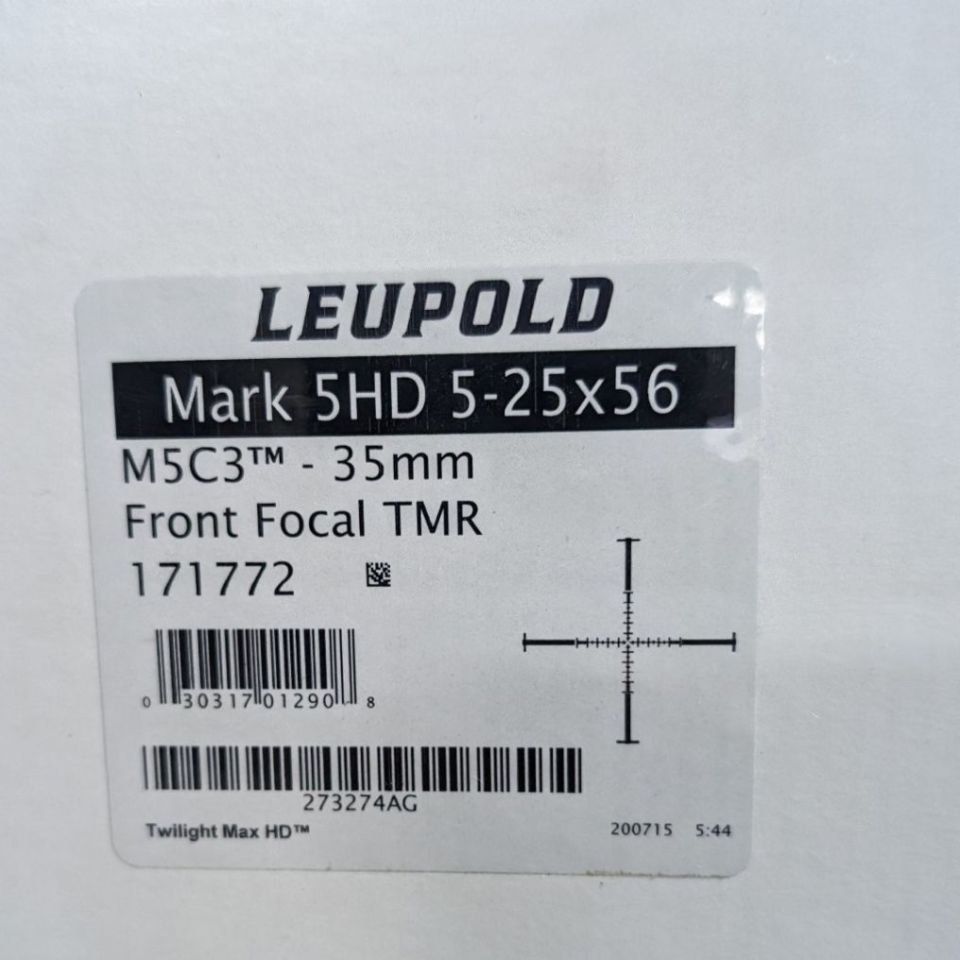 LEUPOLD
Mark 5HD 5-25x56
M5C3™ - 35mm
Front Focal TMR
171772
0 30317 01290 8
273274AG
Twilight Max HD™ 200715 5:44